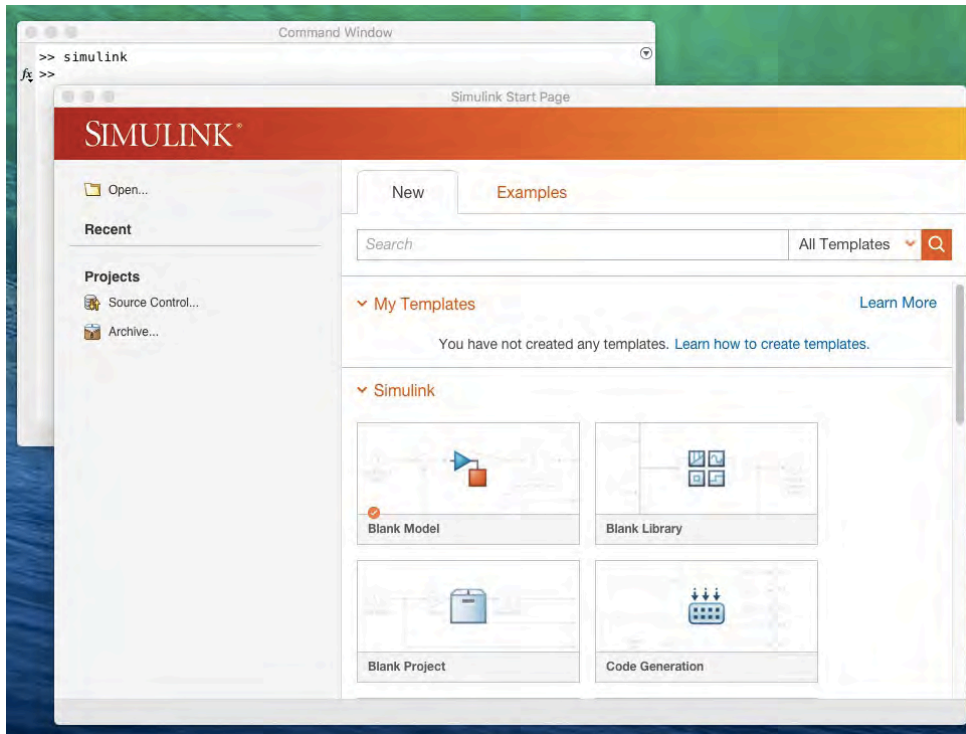 Command Window
>> simulink
fx >>
Simulink Start Page
SIMULINK®
Open...
Recent
Projects
Source Control...
Archive...
New Examples
Search All Templates
My Templates Learn More
You have not created any templates. Learn how to create templates.
Simulink
Blank Model Blank Library
Blank Project Code Generation